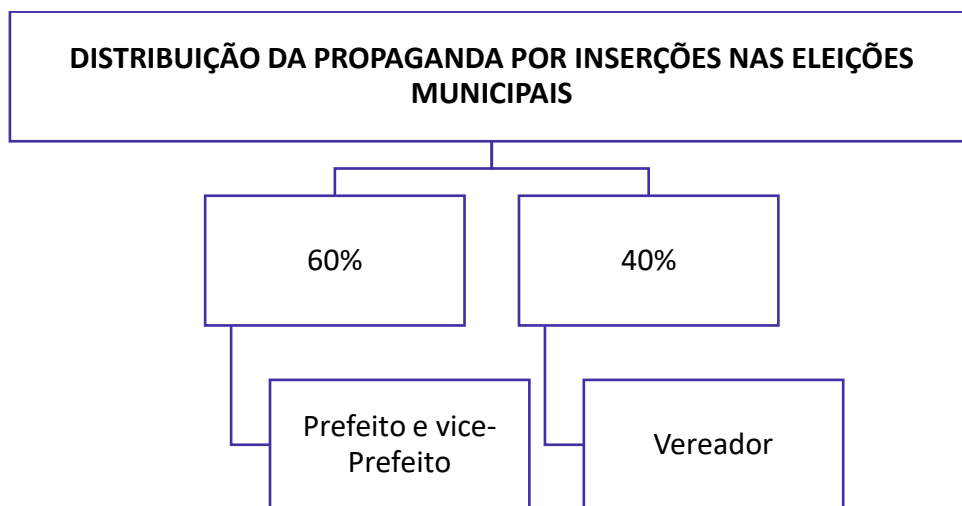 DISTRIBUIÇÃO DA PROPAGANDA POR INSERÇÕES NAS ELEIÇÕES
MUNICIPAIS
60%
40%
Prefeito e vice-
Prefeito
Vereador